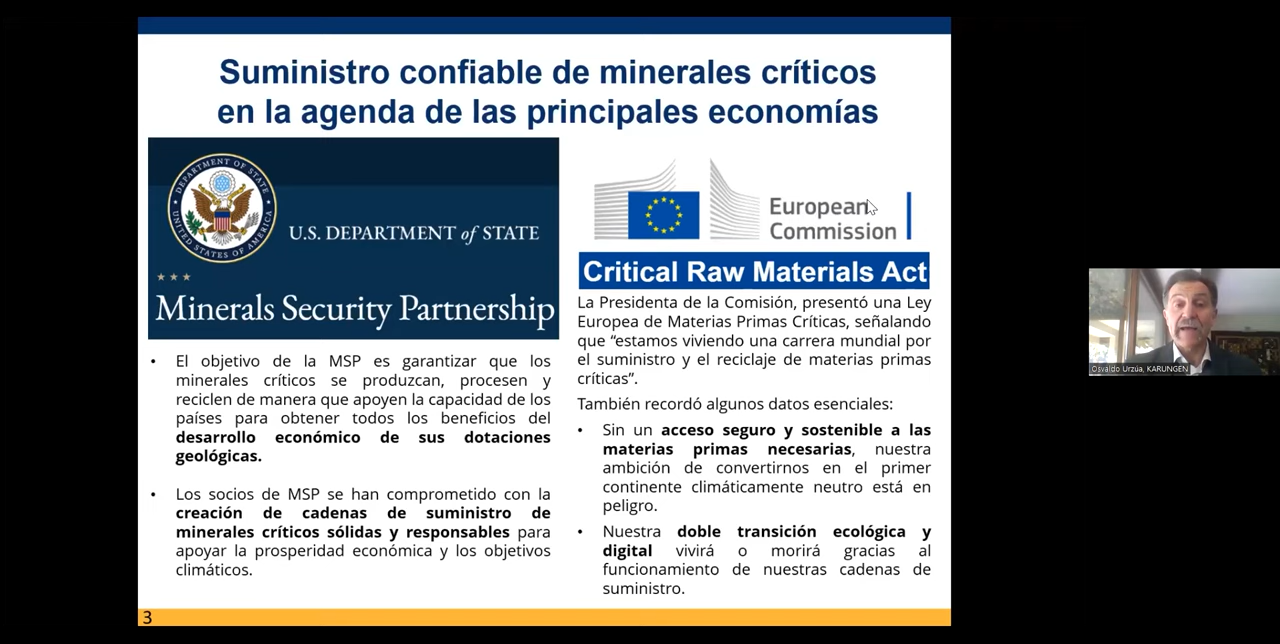 Suministro confiable de minerales críticos
en la agenda de las principales economías
DEPARTMENT OF STATE
UNITED STATES OF AMERICA
U.S. DEPARTMENT of STATE
Minerals Security Partnership
• El objetivo de la MSP es garantizar que los
minerales críticos se produzcan, procesen y
reciclen de manera que apoyen la capacidad de los
países para obtener todos los beneficios del
desarrollo económico de sus dotaciones
geológicas.
• Los socios de MSP se han comprometido con la
creación de cadenas de suministro de
minerales críticos sólidas y responsables para
apoyar la prosperidad económica y los objetivos
climáticos.
European
Commission
Critical Raw Materials Act
La Presidenta de la Comisión, presentó una Ley
Europea de Materias Primas Críticas, señalando
que “estamos viviendo una carrera mundial por
el suministro y el reciclaje de materias primas
críticas”.
También recordó algunos datos esenciales:
• Sin un acceso seguro y sostenible a las
materias primas necesarias, nuestra
ambición de convertirnos en el primer
continente climáticamente neutro está en
peligro.
• Nuestra doble transición ecológica y
digital vivirá o morirá gracias al
funcionamiento de nuestras cadenas de
suministro.
3
Osvaldo Urzúa, KARUNGEN